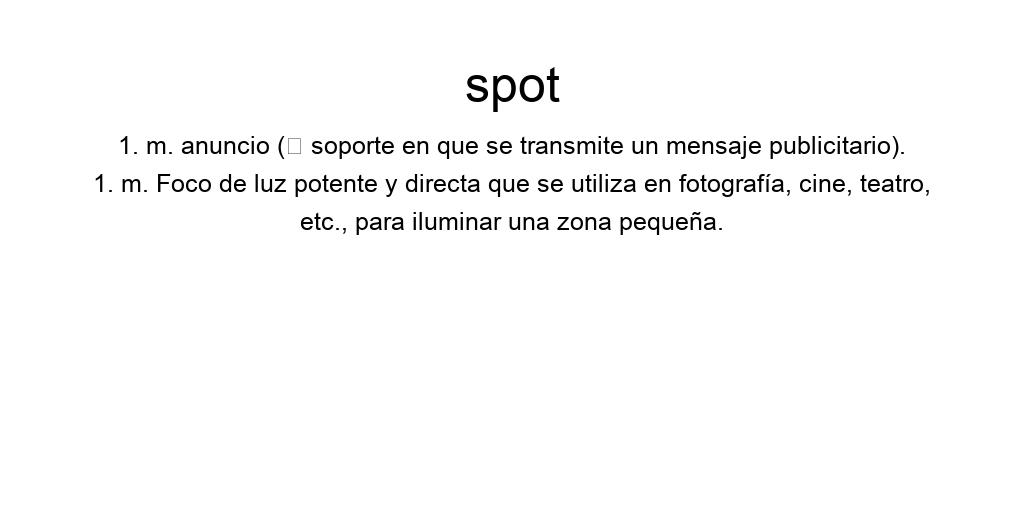 spot
1. m. anuncio (▯ soporte en que se transmite un mensaje publicitario).
1. m. Foco de luz potente y directa que se utiliza en fotografía, cine, teatro,
etc., para iluminar una zona pequeña.